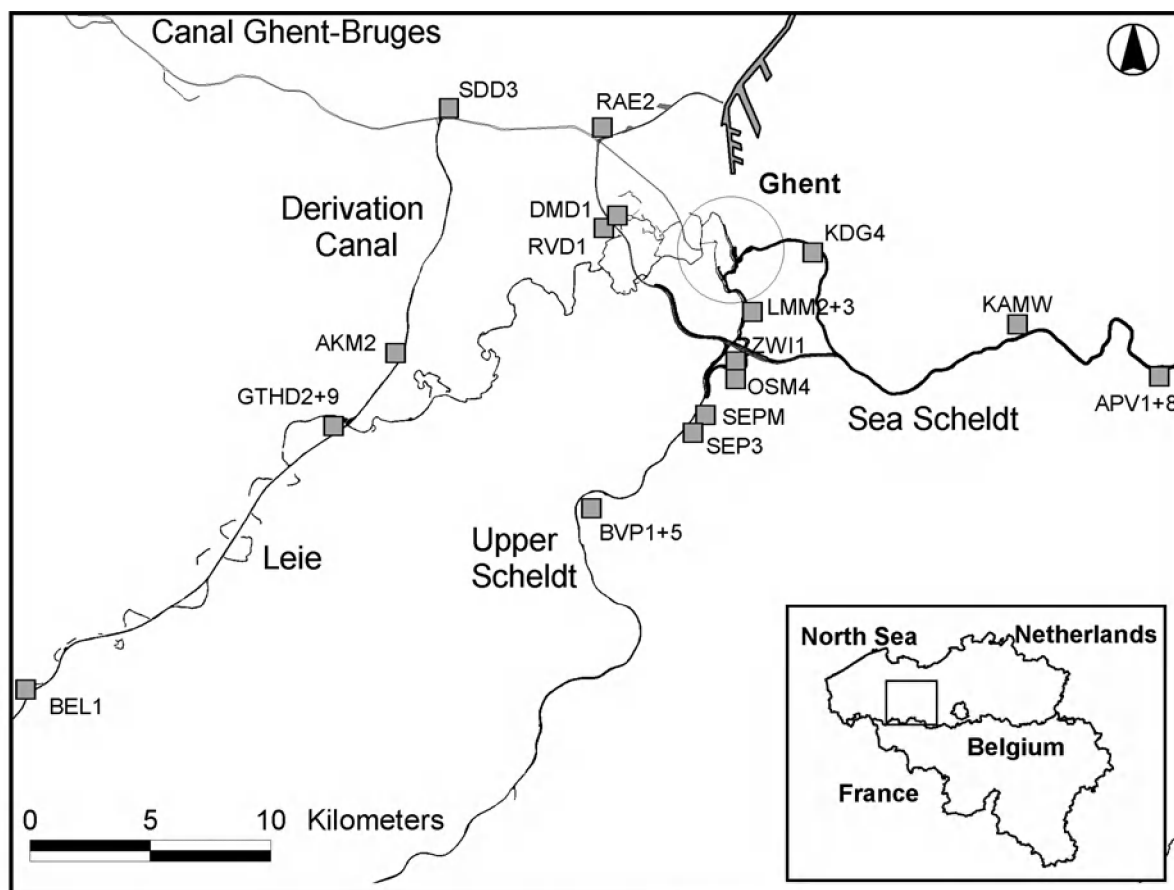 Canal Ghent-Bruges
SDD3
RAE2
Ghent
Derivation
Canal
DMD1
RVD1
KDG4
LMM2+3
KAMW
AKM2
ZWI1
OSM4
GTHD2+9
APV1+8
SEPM
Sea Scheldt
SEP3
BVP1+5
Upper
Scheldt
Leie
BEL1
North Sea
Netherlands
Belgium
France
0 5 10 Kilometers